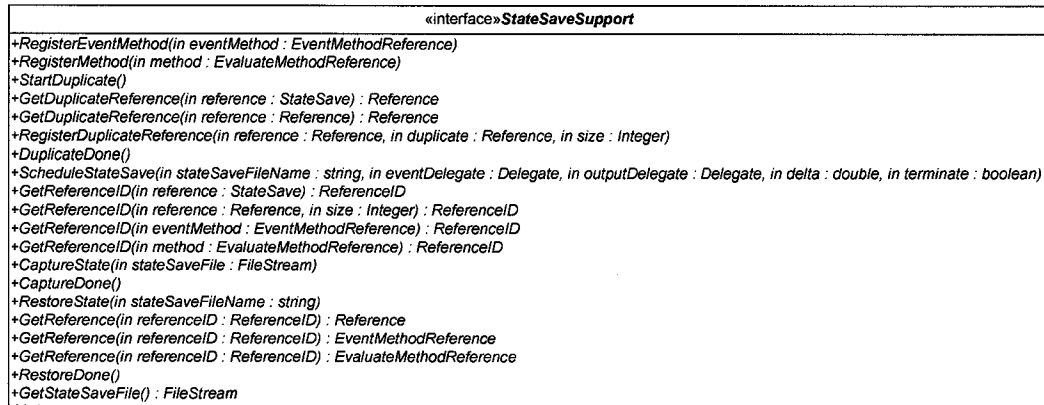 «interface»StateSaveSupport
+RegisterEventMethod(in eventMethod : EventMethodReference)
+RegisterMethod(in method : EvaluateMethodReference)
+StartDuplicate()
+GetDuplicateReference(in reference : StateSave) : Reference
+GetDuplicateReference(in reference : Reference) : Reference
+RegisterDuplicateReference(in reference : Reference, in duplicate : Reference, in size : Integer)
+DuplicateDone()
+ScheduleStateSave(in stateSaveFileName : string, in eventDelegate : Delegate, in outputDelegate : Delegate, in delta : double, in terminate : boolean)
+GetReferenceID(in reference : StateSave) : ReferenceID
+GetReferenceID(in reference : Reference, in size : Integer) : ReferenceID
+GetReferenceID(in eventMethod : EventMethodReference) : ReferenceID
+GetReferenceID(in method : EvaluateMethodReference) : ReferenceID
+CaptureState(in stateSaveFile : FileStream)
+CaptureDone()
+RestoreState(in stateSaveFileName : string)
+GetReference(in referenceID : ReferenceID) : Reference
+GetReference(in referenceID : ReferenceID) : EventMethodReference
+GetReference(in referenceID : ReferenceID) : EvaluateMethodReference
+RestoreDone()
+GetStateSaveFile() : FileStream